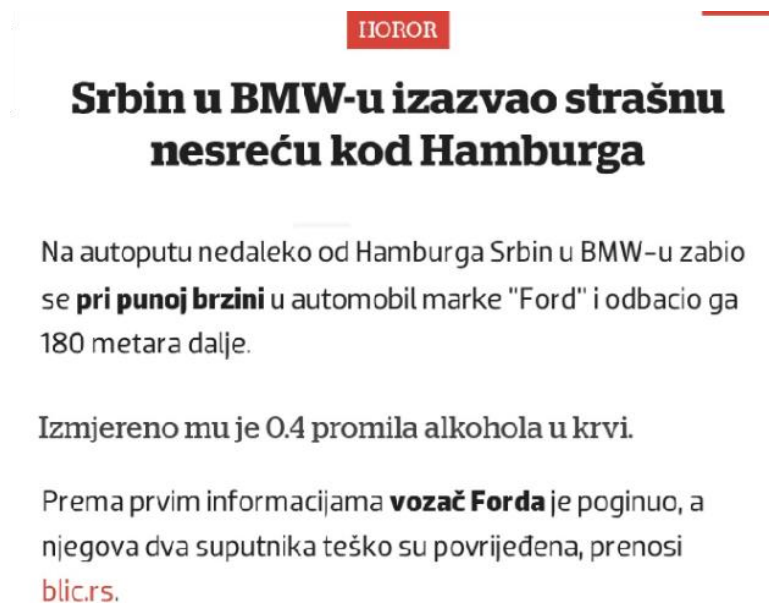 HOROR
Srbin u BMW-u izazvao strašnu
nesreću kod Hamburga
Na autoputu nedaleko od Hamburga Srbin u BMW-u zabio
se pri punoj brzini u automobil marke "Ford" i odbacio ga
180 metara dalje.
Izmjereno mu je 0.4 promila alkohola u krvi.
Prema prvim informacijama vozač Forda je poginuo, a
njegova dva suputnika teško su povrijeđena, prenosi
blic.rs.